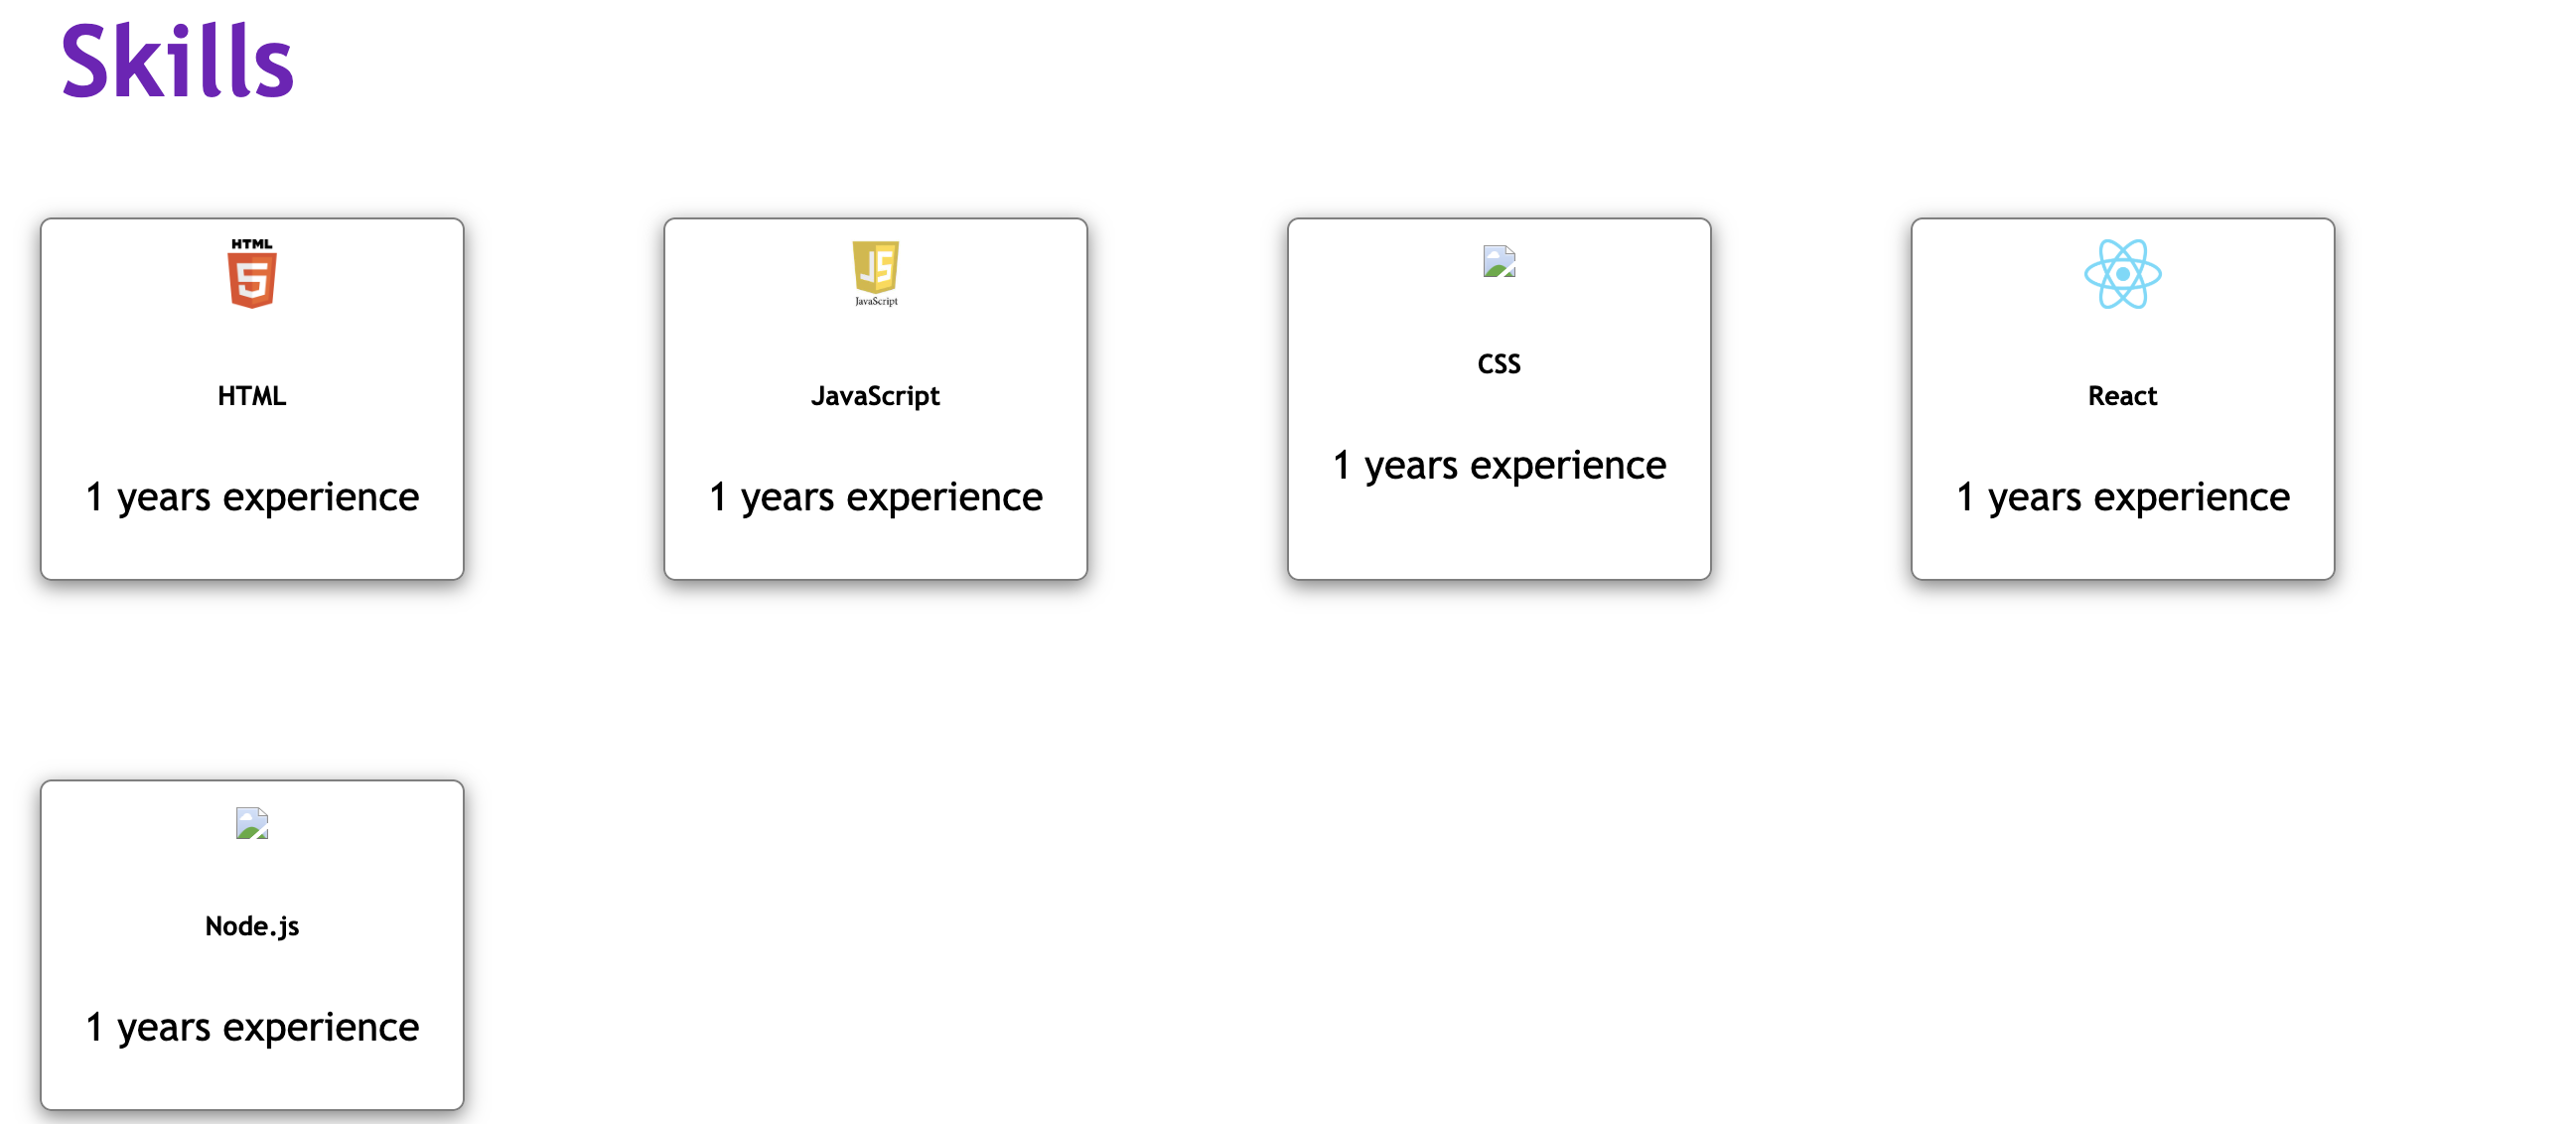 Skills
HTML
HTML
1 years experience
JS
JavaScript
JavaScript
1 years experience
CSS
1 years experience
React
1 years experience
Node.js
1 years experience